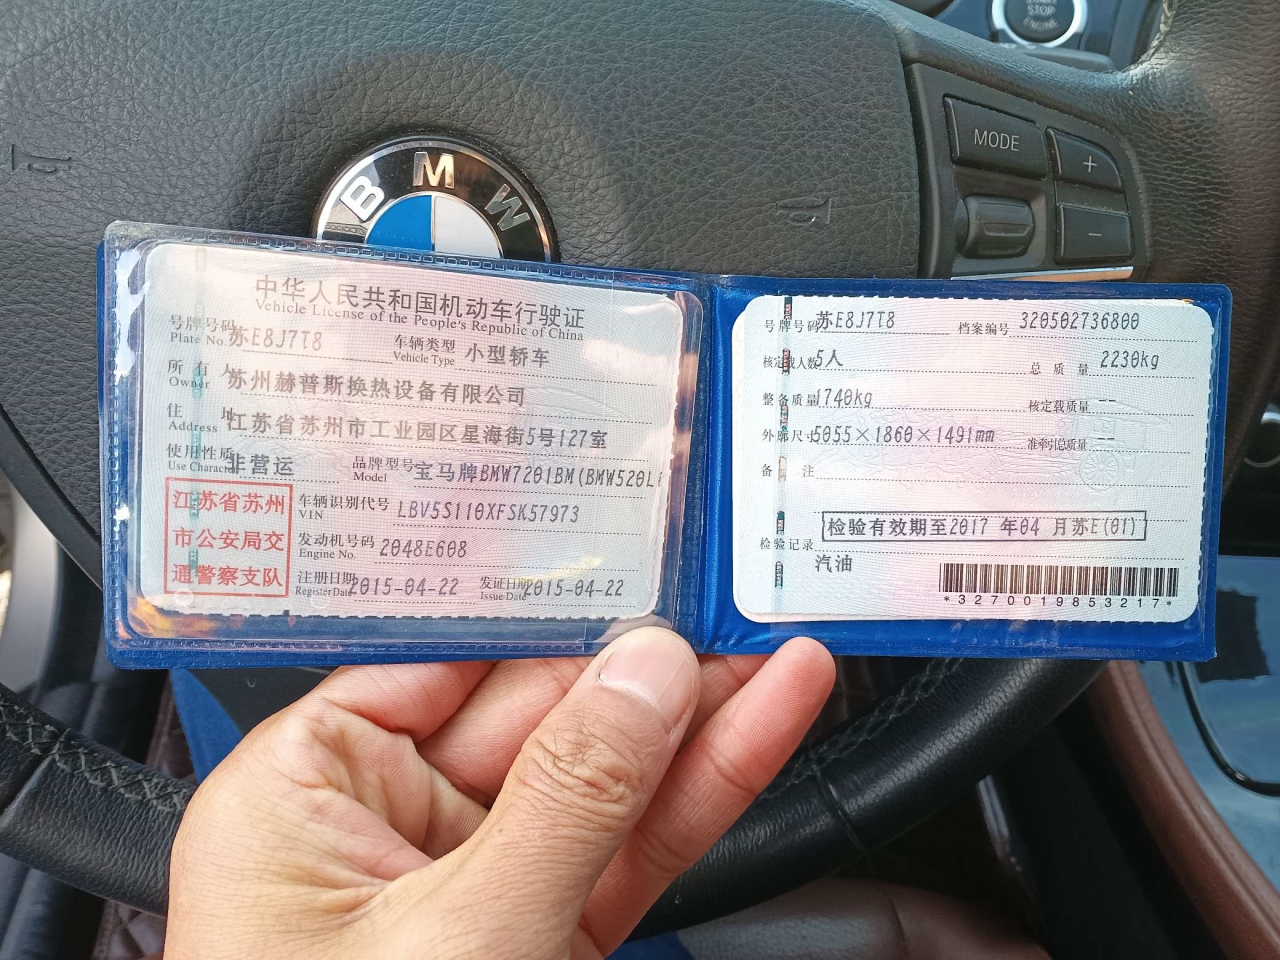 START
STOP
ENGINE
MODE
+
−
BMW
中华人民共和国机动车行驶证
Vehicle License of the People's Republic of China
号牌号码 苏E8J7T8 车辆类型 小型轿车
Plate No. Vehicle Type
所有人 苏州赫普斯换热设备有限公司
Owner
住址 江苏省苏州市工业园区星海街5号127室
Address
使用性质 非营运 品牌型号 宝马牌BMW7201BM(BMW520Li
Use Character Model
江苏省苏州
市公安局交
通警察支队
车辆识别代号 LBV5S110XFSK57973
VIN
发动机号码 2048E608
Engine No.
注册日期 2015-04-22 发证日期 2015-04-22
Register Date Issue Date
号牌号码 苏E8J7T8 档案编号 320502736800
核定载人数 5人 总质量 2230kg
整备质量 1740kg 核定载质量 --
外廓尺寸 5055×1860×1491mm 准牵引总质量 --
备注
检验有效期至2017 年04 月苏E(01)
检验记录
汽油
*3270019853217*